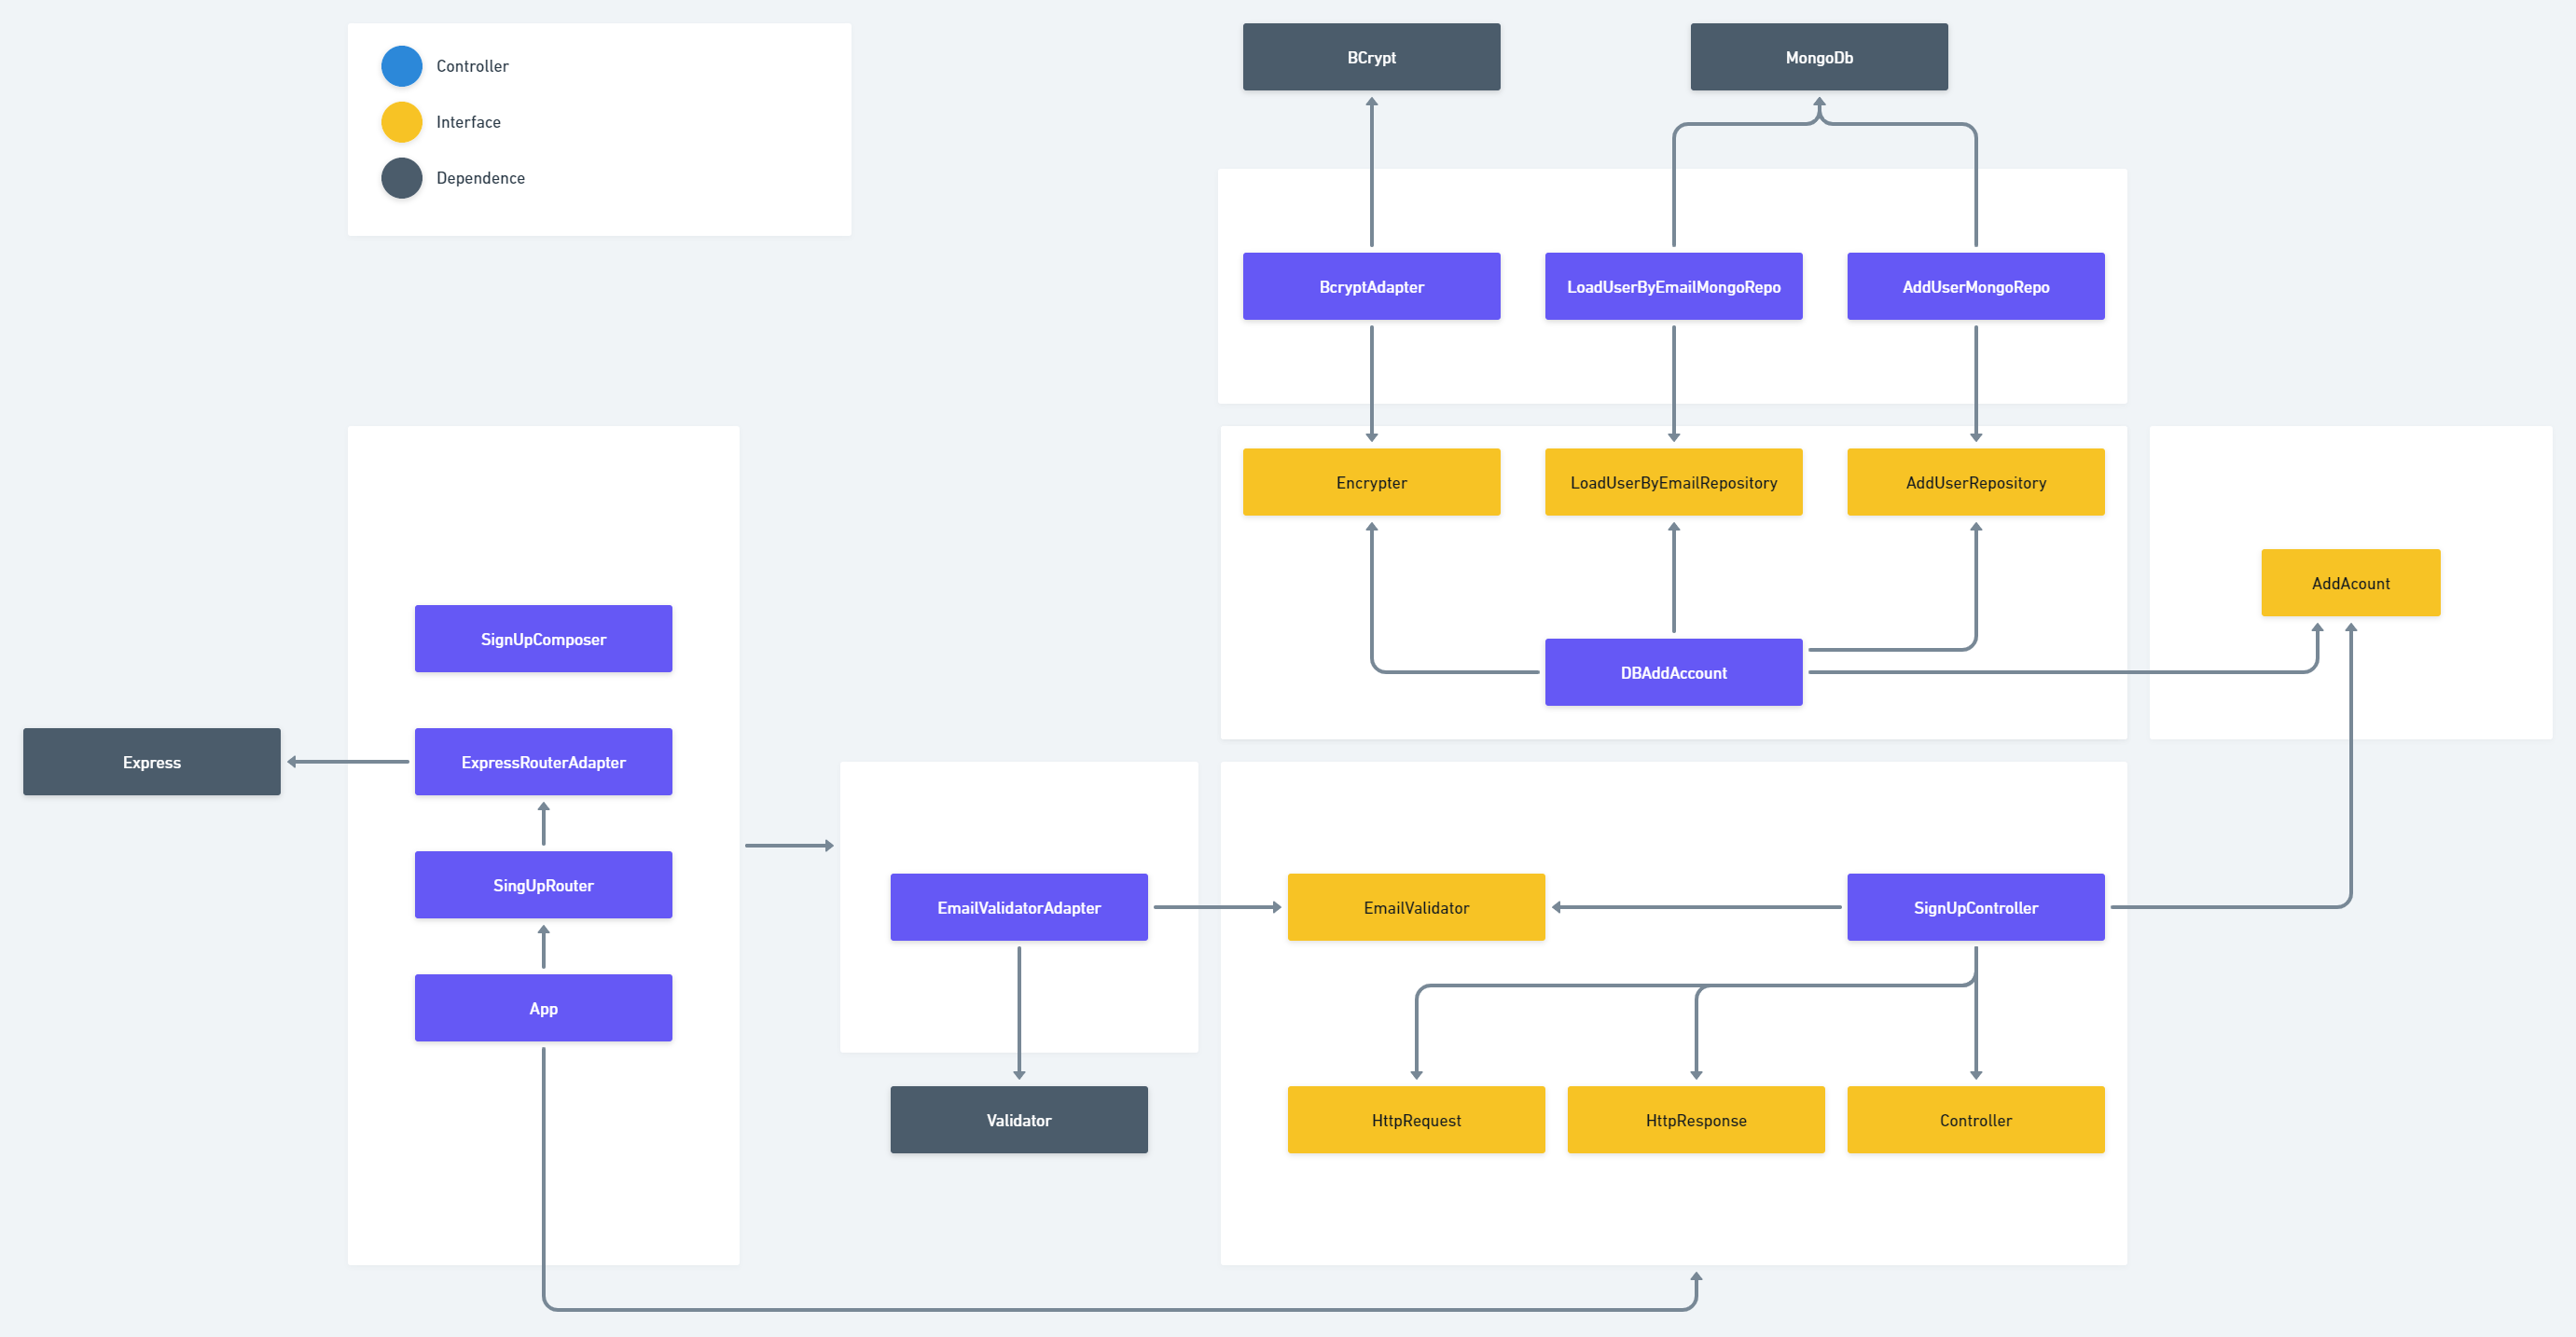 Controller
Interface
Dependence
BCrypt
MongoDb
BcryptAdapter
LoadUserByEmailMongoRepo
AddUserMongoRepo
Encrypter
LoadUserByEmailRepository
AddUserRepository
AddAcount
SignUpComposer
DBAddAccount
Express
ExpressRouterAdapter
SingUpRouter
EmailValidatorAdapter
EmailValidator
SignUpController
App
Validator
HttpRequest
HttpResponse
Controller